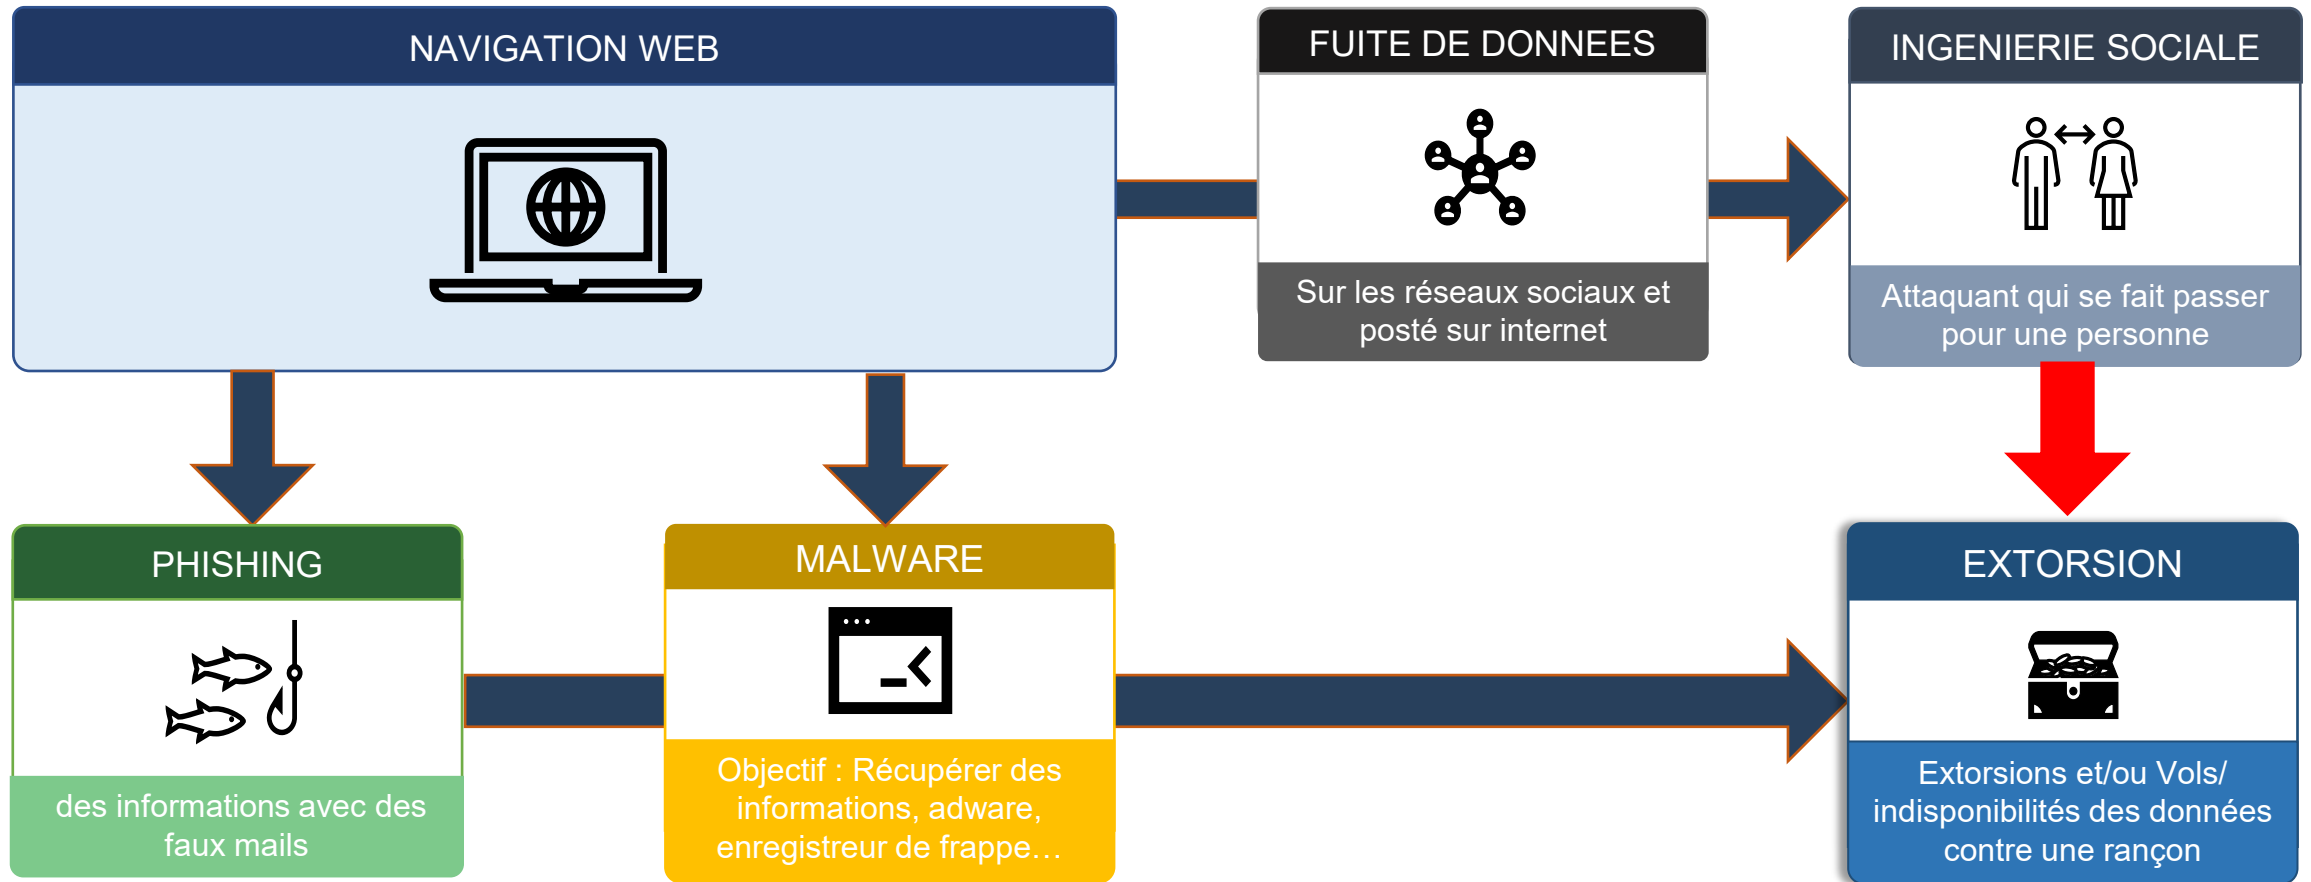 NAVIGATION WEB
FUITE DE DONNEES
Sur les réseaux sociaux et
posté sur internet
INGENIERIE SOCIALE
Attaquant qui se fait passer
pour une personne
PHISHING
des informations avec des
faux mails
MALWARE
Objectif : Récupérer des
informations, adware,
enregistreur de frappe…
EXTORSION
Extorsions et/ou Vols/
indisponibilités des données
contre une rançon